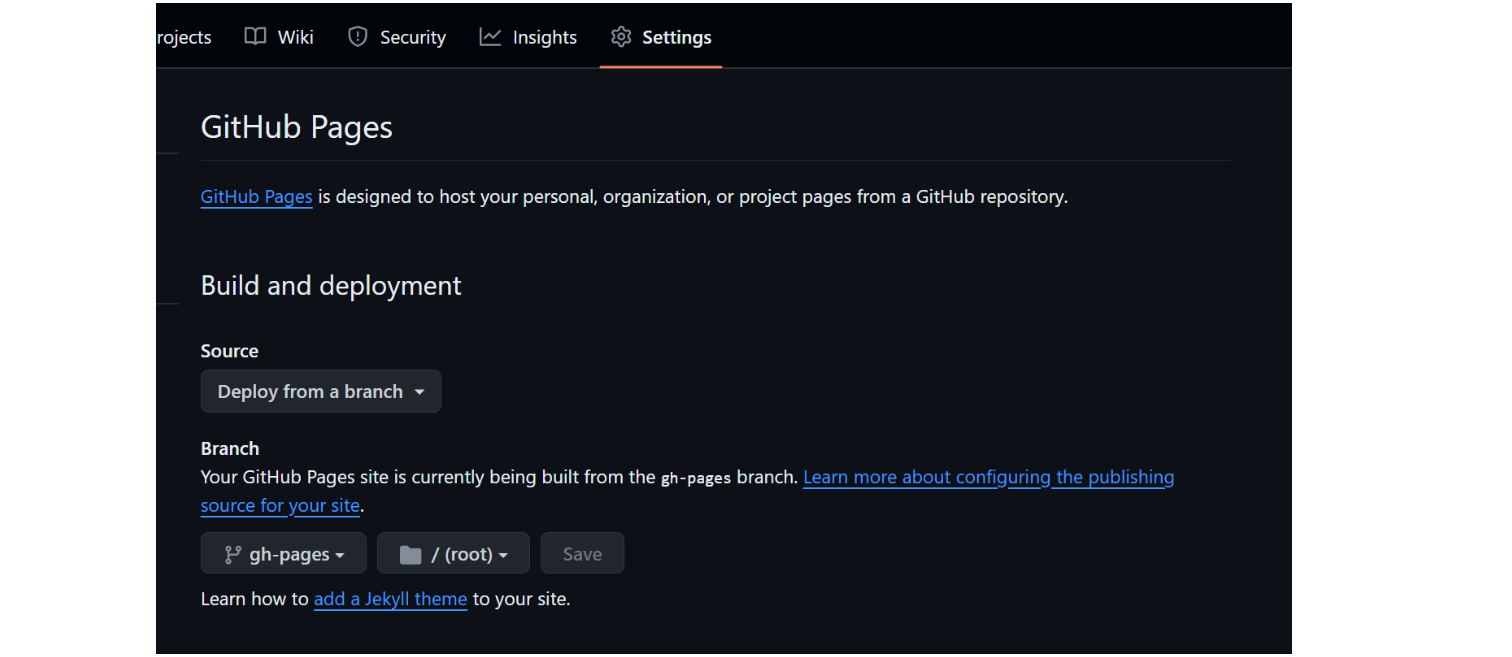 rojects Wiki Security Insights Settings
GitHub Pages
GitHub Pages is designed to host your personal, organization, or project pages from a GitHub repository.
Build and deployment
Source
Deploy from a branch
Branch
Your GitHub Pages site is currently being built from the gh-pages branch. Learn more about configuring the publishing
source for your site.
gh-pages / (root) Save
Learn how to add a Jekyll theme to your site.